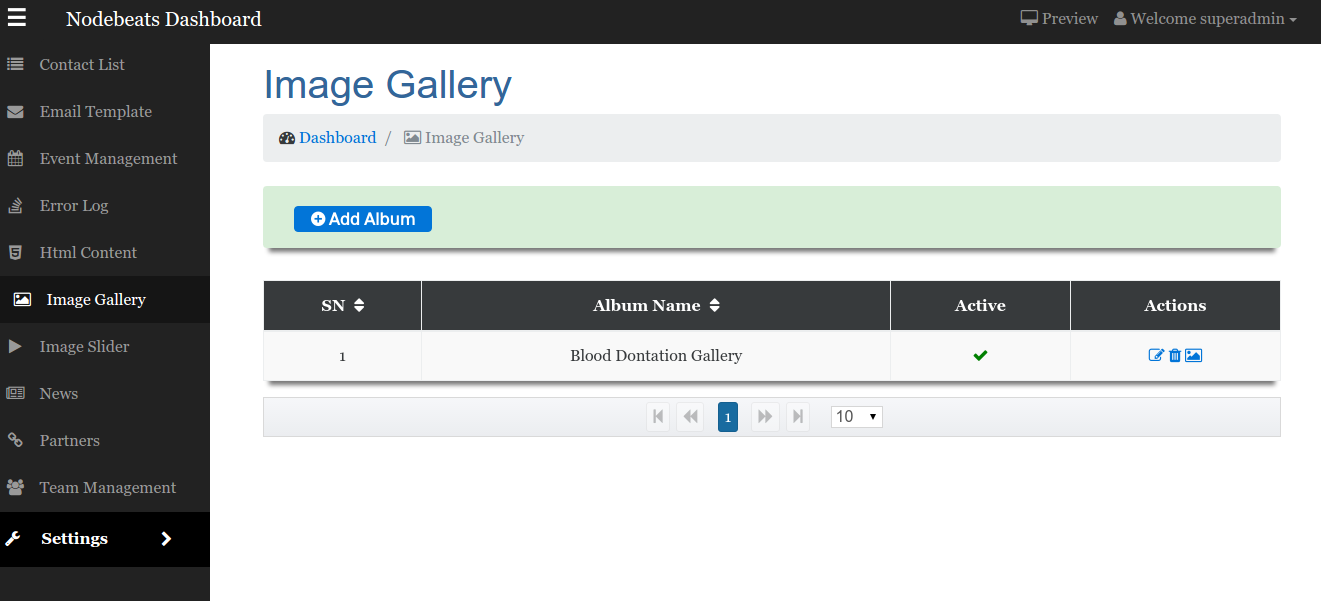 Nodebeats Dashboard
Preview
Welcome superadmin
Contact List
Email Template
Event Management
Error Log
Html Content
Image Gallery
Image Slider
News
Partners
Team Management
Settings
Image Gallery
Dashboard / Image Gallery
Add Album
SN Album Name Active Actions
1 Blood Dontation Gallery
1 10